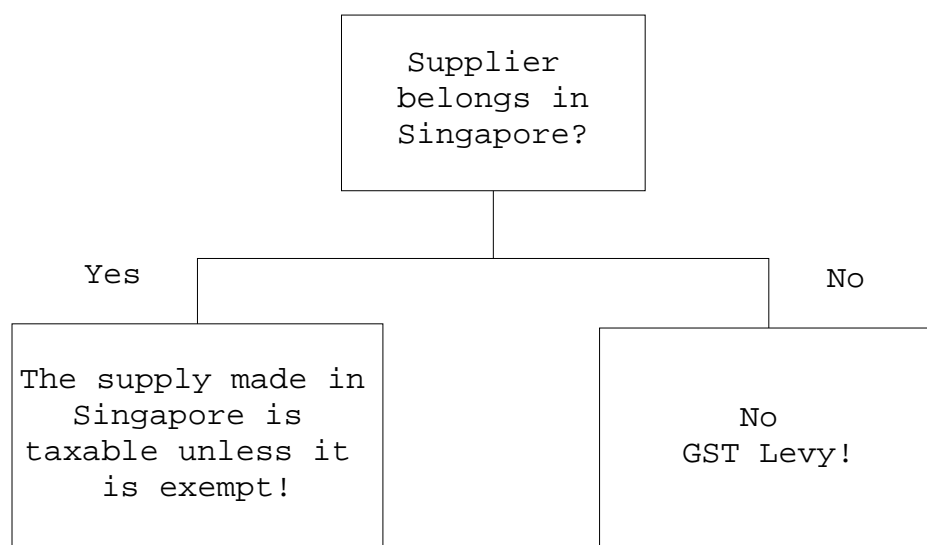 Supplier
belongs in
Singapore?
Yes
No
The supply made in
Singapore is
taxable unless it
is exempt!
No
GST Levy!